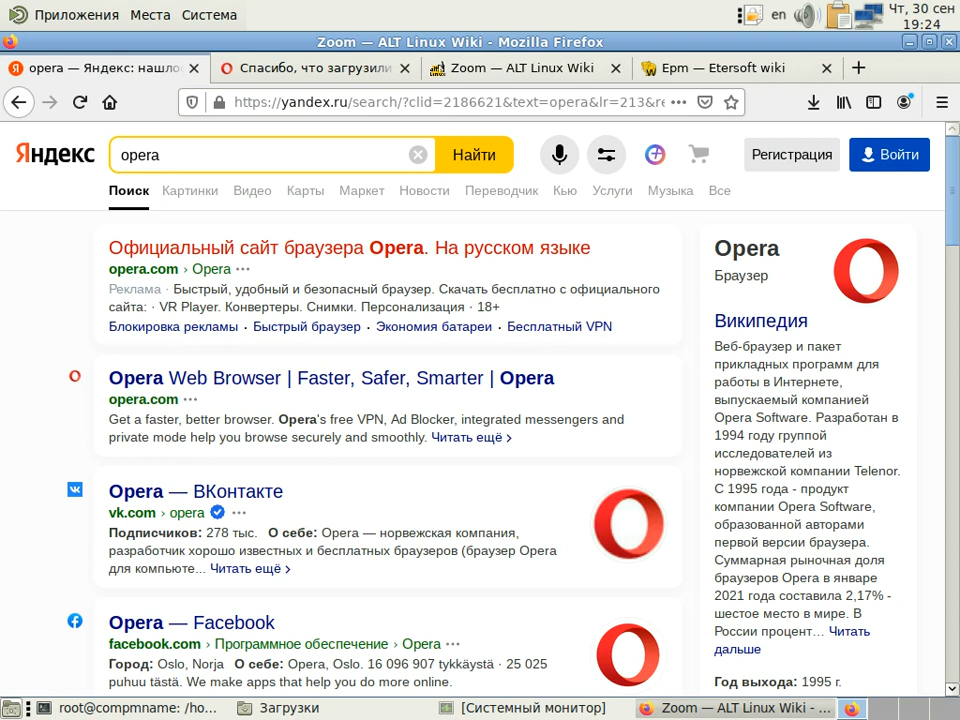 Приложения Места Система
en
Чт, 30 сен
19:24
Zoom — ALT Linux Wiki - Mozilla Firefox
opera — Яндекс: нашло
Спасибо, что загрузили
Zoom — ALT Linux Wiki
Epm — Etersoft wiki
https://yandex.ru/search/?clid=2186621&text=opera&lr=213&re
Яндекс
opera
Найти
Регистрация
Войти
Поиск Картинки Видео Карты Маркет Новости Переводчик Кью Услуги Музыка Все
Официальный сайт браузера Opera. На русском языке
opera.com › Opera
Реклама · Быстрый, удобный и безопасный браузер. Скачать бесплатно с официального
сайта: · VR Player. Конвертеры. Снимки. Персонализация · 18+
Блокировка рекламы · Быстрый браузер · Экономия батареи · Бесплатный VPN
Opera Web Browser | Faster, Safer, Smarter | Opera
opera.com
Get a faster, better browser. Opera's free VPN, Ad Blocker, integrated messengers and
private mode help you browse securely and smoothly. Читать ещё ›
Opera — ВКонтакте
vk.com › opera
Подписчиков: 278 тыс. О себе: Opera — норвежская компания,
разработчик хорошо известных и бесплатных браузеров (браузер Opera
для компьюте... Читать ещё ›
Opera — Facebook
facebook.com › Программное обеспечение › Opera
Город: Oslo, Norja О себе: Opera, Oslo. 16 096 907 tykkäystä · 25 025
puhuu tästä. We make apps that help you do more online.
Opera
Браузер
Википедия
Веб-браузер и пакет
прикладных программ для
работы в Интернете,
выпускаемый компанией
Opera Software. Разработан в
1994 году группой
исследователей из
норвежской компании Telenor.
С 1995 года - продукт
компании Opera Software,
образованной авторами
первой версии браузера.
Суммарная рыночная доля
браузеров Opera в январе
2021 года составила 2,17% -
шестое место в мире. В
России процент… Читать
дальше
Год выхода: 1995 г.
root@compmname: /ho...
Загрузки
[Системный монитор]
Zoom — ALT Linux Wiki - ...